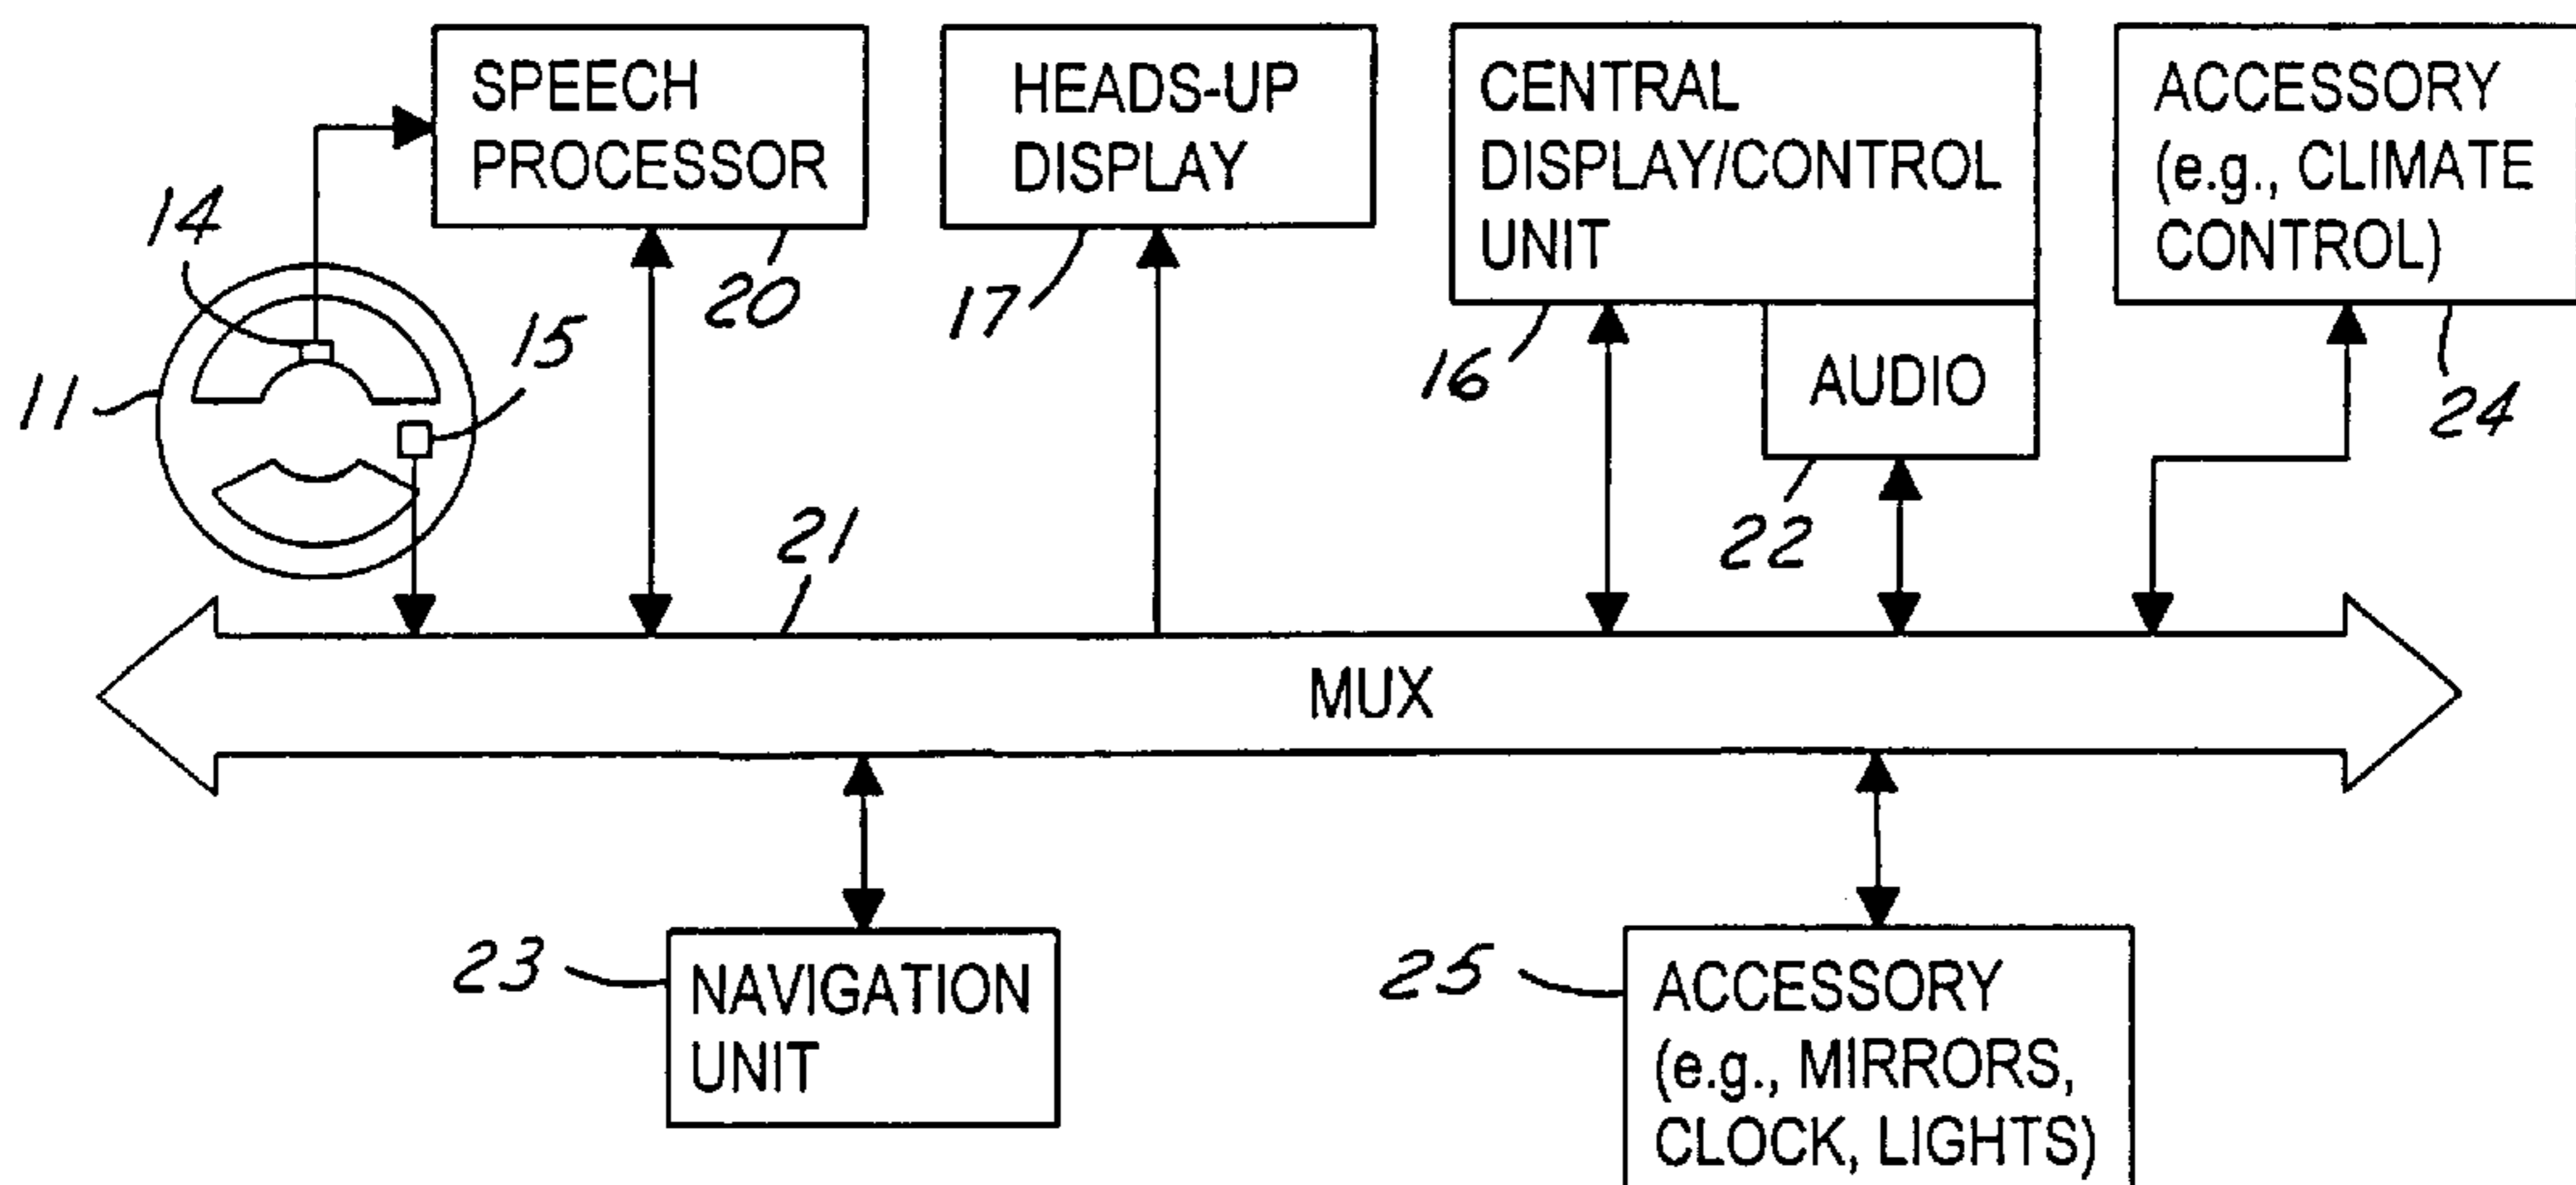 SPEECH
PROCESSOR
20
HEADS-UP
DISPLAY
17
CENTRAL
DISPLAY/CONTROL
UNIT
16
AUDIO
22
ACCESSORY
(e.g., CLIMATE
CONTROL)
24
14
15
11
21
MUX
23
NAVIGATION
UNIT
25
ACCESSORY
(e.g., MIRRORS,
CLOCK, LIGHTS)